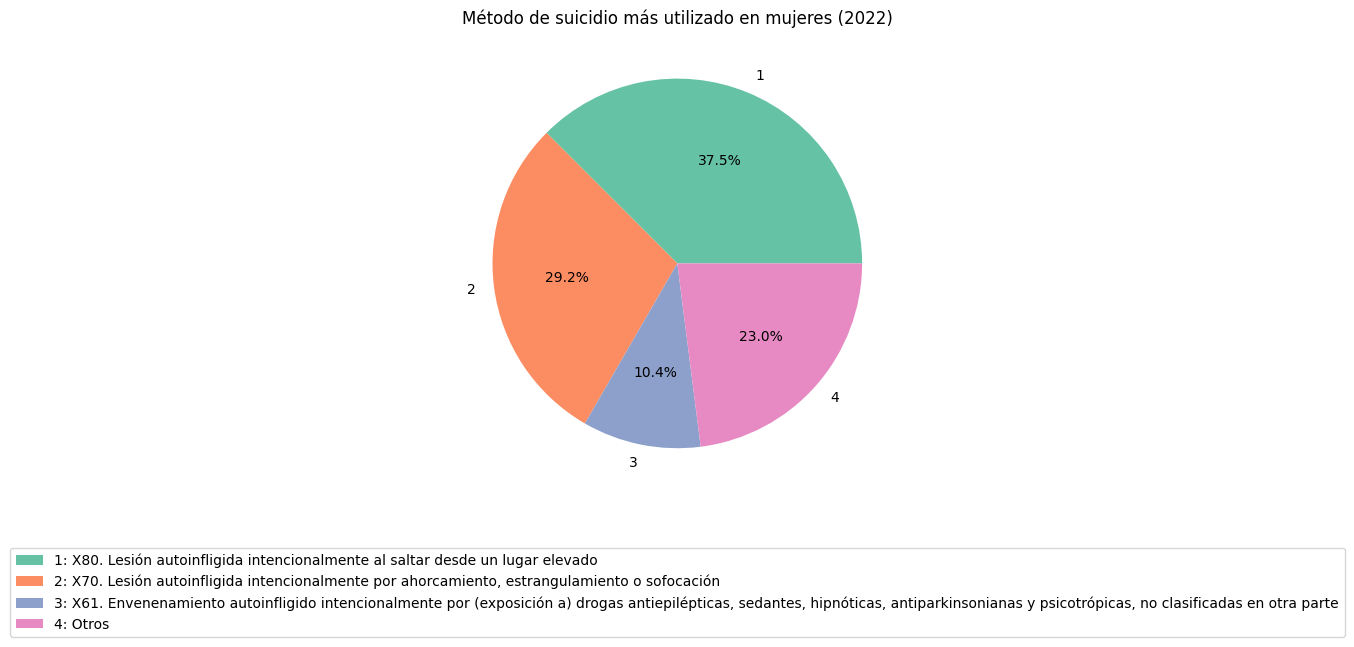 Método de suicidio más utilizado en mujeres (2022)
1
37.5%
2
29.2%
3
10.4%
4
23.0%
1: X80. Lesión autoinfligida intencionalmente al saltar desde un lugar elevado
2: X70. Lesión autoinfligida intencionalmente por ahorcamiento, estrangulamiento o sofocación
3: X61. Envenenamiento autoinfligido intencionalmente por (exposición a) drogas antiepilépticas, sedantes, hipnóticas, antiparkinsonianas y psicotrópicas, no clasificadas en otra parte
4: Otros